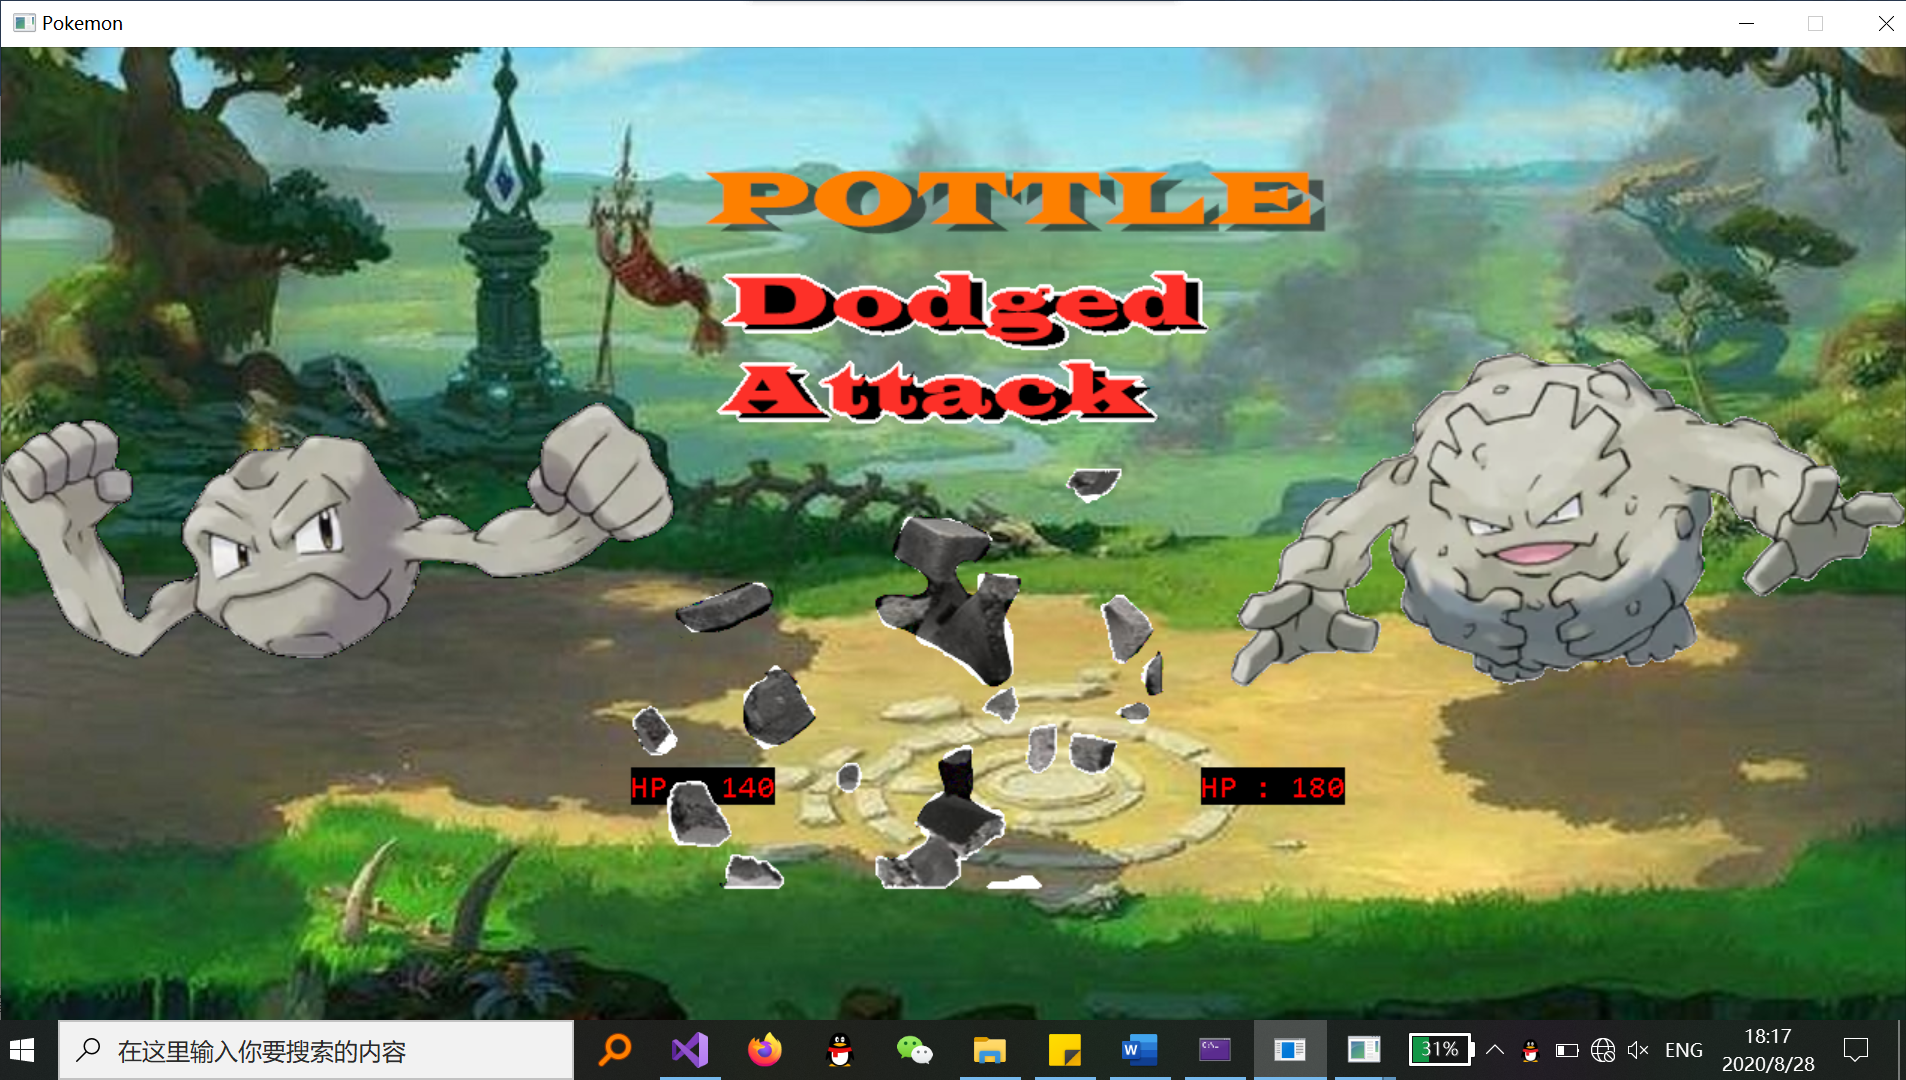 Pokemon
POTTLE
Dodged
Attack
HP 140
HP : 180
在这里输入你要搜索的内容
31%
ENG
18:17
2020/8/28